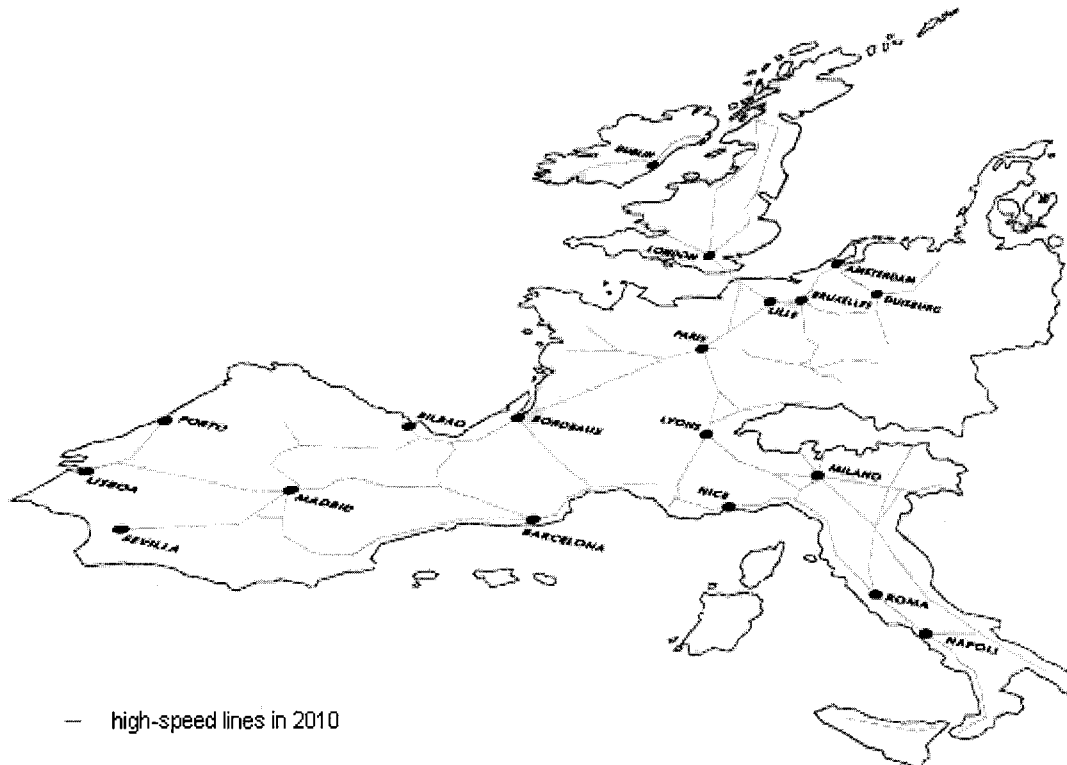 DUBLIN
LONDON
AMSTERDAM
BRUXELLES
DUISBURG
LILLE
PARIS
PORTO
BILBAO
BORDEAUX
LYONS
LISBOA
MADRID
MILANO
NICE
SEVILLA
BARCELONA
ROMA
NAPOLI
high-speed lines in 2010